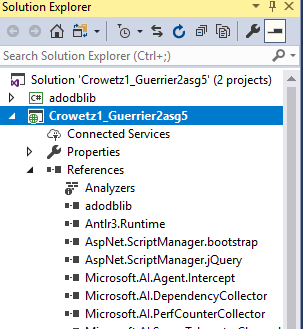 Solution Explorer
Search Solution Explorer (Ctrl+;)
Solution 'Crowetz1_Guerrier2asg5' (2 projects)
C# adodblib
Crowetz1_Guerrier2asg5
Connected Services
Properties
References
Analyzers
adodblib
Antlr3.Runtime
AspNet.ScriptManager.bootstrap
AspNet.ScriptManager.jQuery
Microsoft.AI.Agent.Intercept
Microsoft.AI.DependencyCollector
Microsoft.AI.PerfCounterCollector